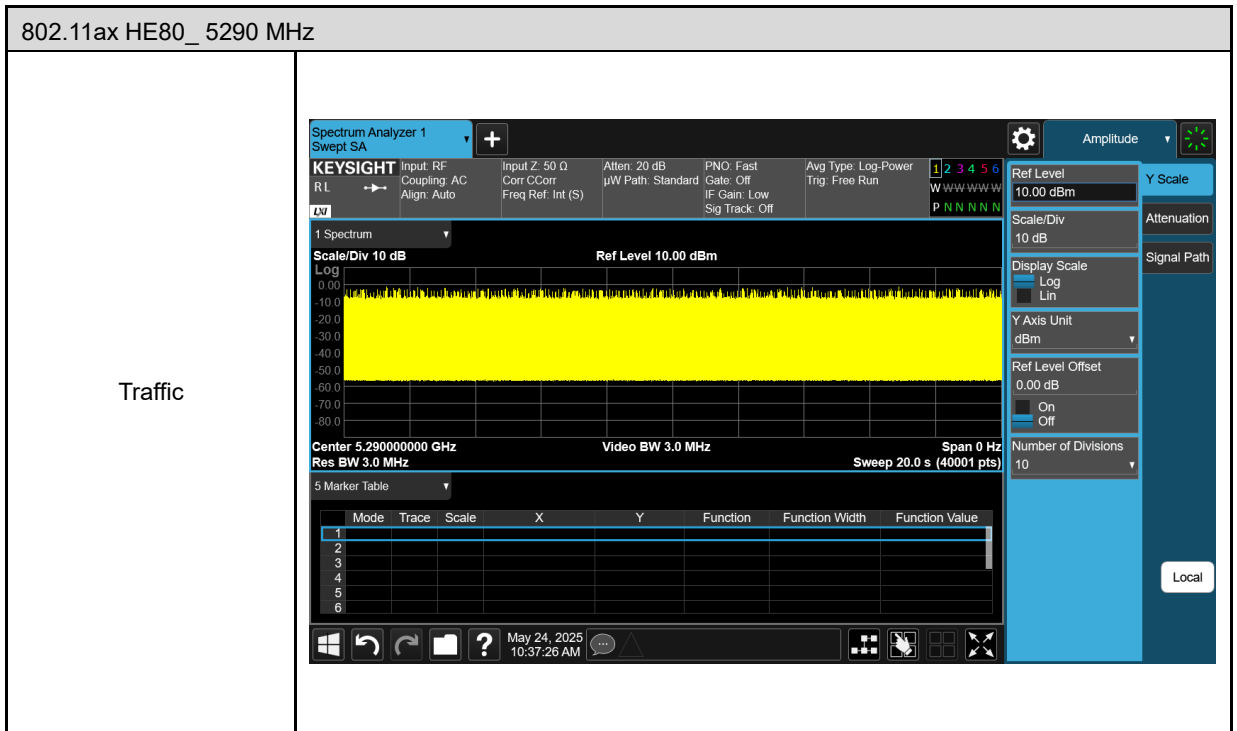 802.11ax HE80_ 5290 MHz
Traffic
Spectrum Analyzer 1
Swept SA
Amplitude
KEYSIGHT
RL
LXI
Input: RF
Coupling: AC
Align: Auto
Input Z: 50 Ω
Corr CCorr
Freq Ref: Int (S)
Atten: 20 dB
µW Path: Standard
PNO: Fast
Gate: Off
IF Gain: Low
Sig Track: Off
Avg Type: Log-Power
Trig: Free Run
1 2 3 4 5 6
W W W W W W
P N N N N N
1 Spectrum
Scale/Div 10 dB
Ref Level 10.00 dBm
Log
0.00
-10.0
-20.0
-30.0
-40.0
-50.0
-60.0
-70.0
-80.0
Center 5.290000000 GHz
Video BW 3.0 MHz
Span 0 Hz
Res BW 3.0 MHz
Sweep 20.0 s (40001 pts)
5 Marker Table
Mode Trace Scale X Y Function Function Width Function Value
1
2
3
4
5
6
May 24, 2025
10:37:26 AM
Ref Level
10.00 dBm
Scale/Div
10 dB
Display Scale
Log
Lin
Y Axis Unit
dBm
Ref Level Offset
0.00 dB
On
Off
Number of Divisions
10
Y Scale
Attenuation
Signal Path
Local